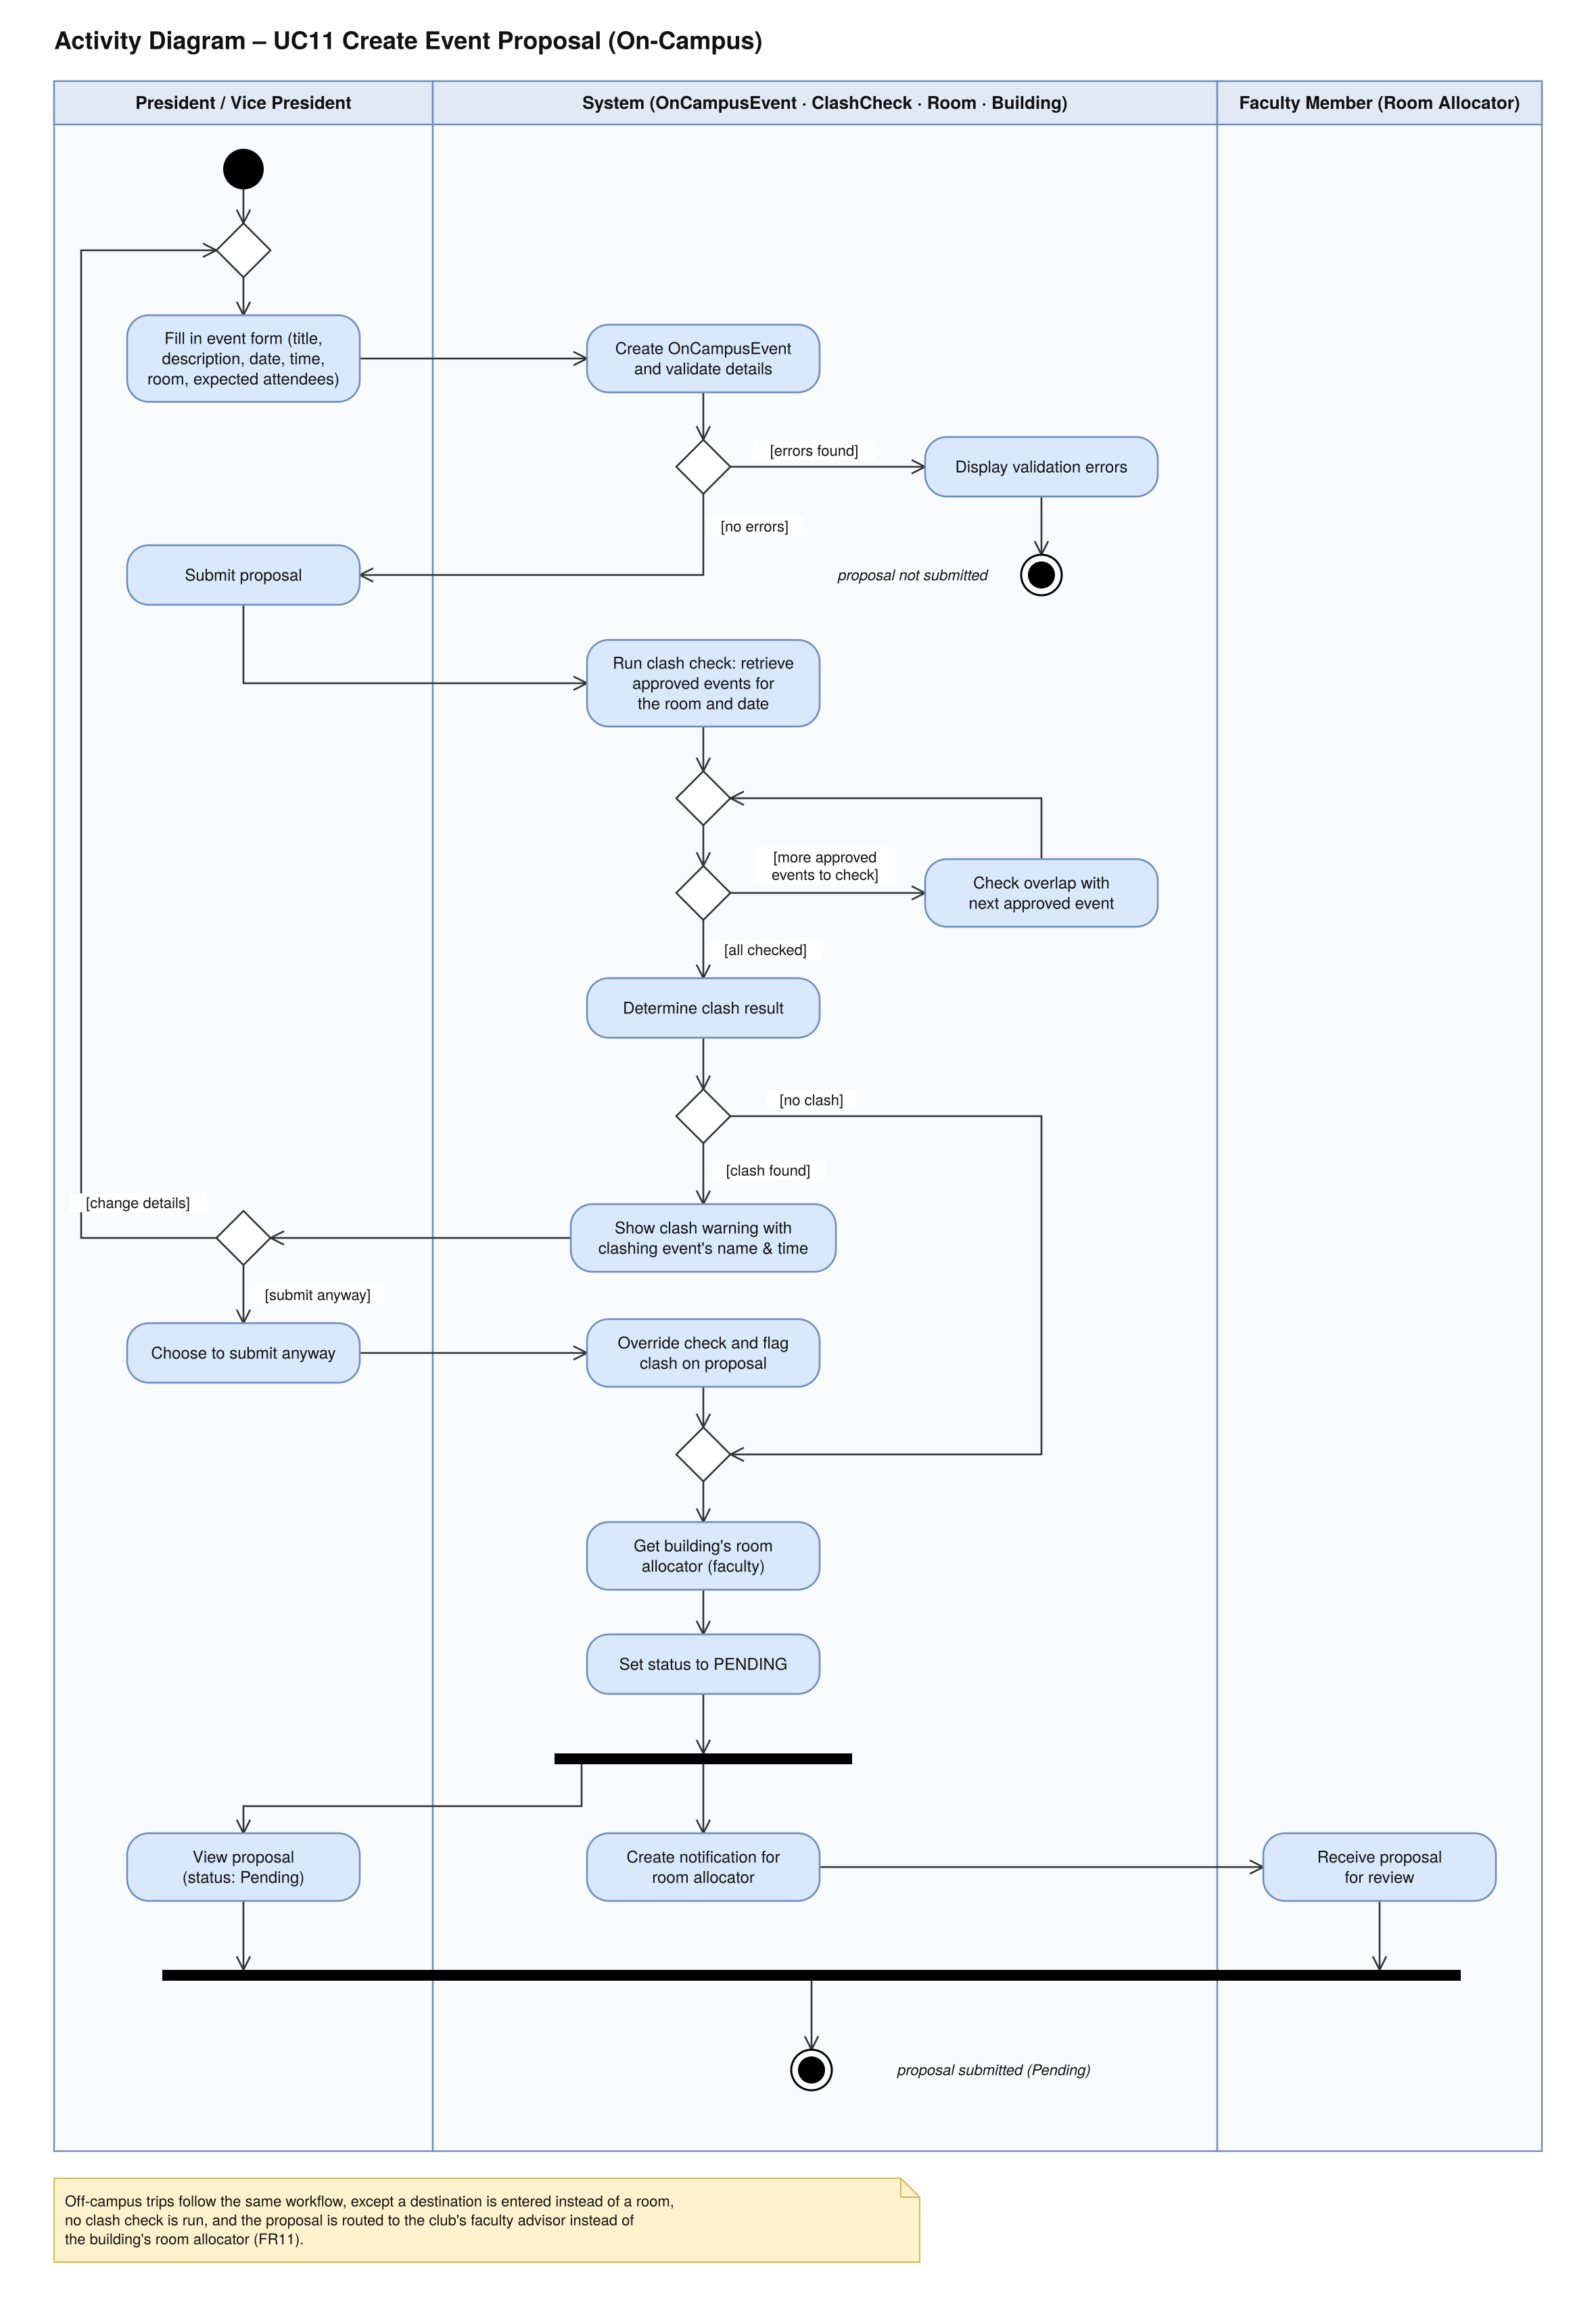 Activity Diagram – UC11 Create Event Proposal (On-Campus)
President / Vice President
System (OnCampusEvent · ClashCheck · Room · Building)
Faculty Member (Room Allocator)
Fill in event form (title,
description, date, time,
room, expected attendees)
Create OnCampusEvent
and validate details
[errors found]
Display validation errors
[no errors]
Submit proposal
proposal not submitted
Run clash check: retrieve
approved events for
the room and date
[more approved
events to check]
Check overlap with
next approved event
[all checked]
Determine clash result
[no clash]
[clash found]
[change details]
Show clash warning with
clashing event's name & time
[submit anyway]
Choose to submit anyway
Override check and flag
clash on proposal
Get building's room
allocator (faculty)
Set status to PENDING
View proposal
(status: Pending)
Create notification for
room allocator
Receive proposal
for review
proposal submitted (Pending)
Off-campus trips follow the same workflow, except a destination is entered instead of a room,
no clash check is run, and the proposal is routed to the club's faculty advisor instead of
the building's room allocator (FR11).